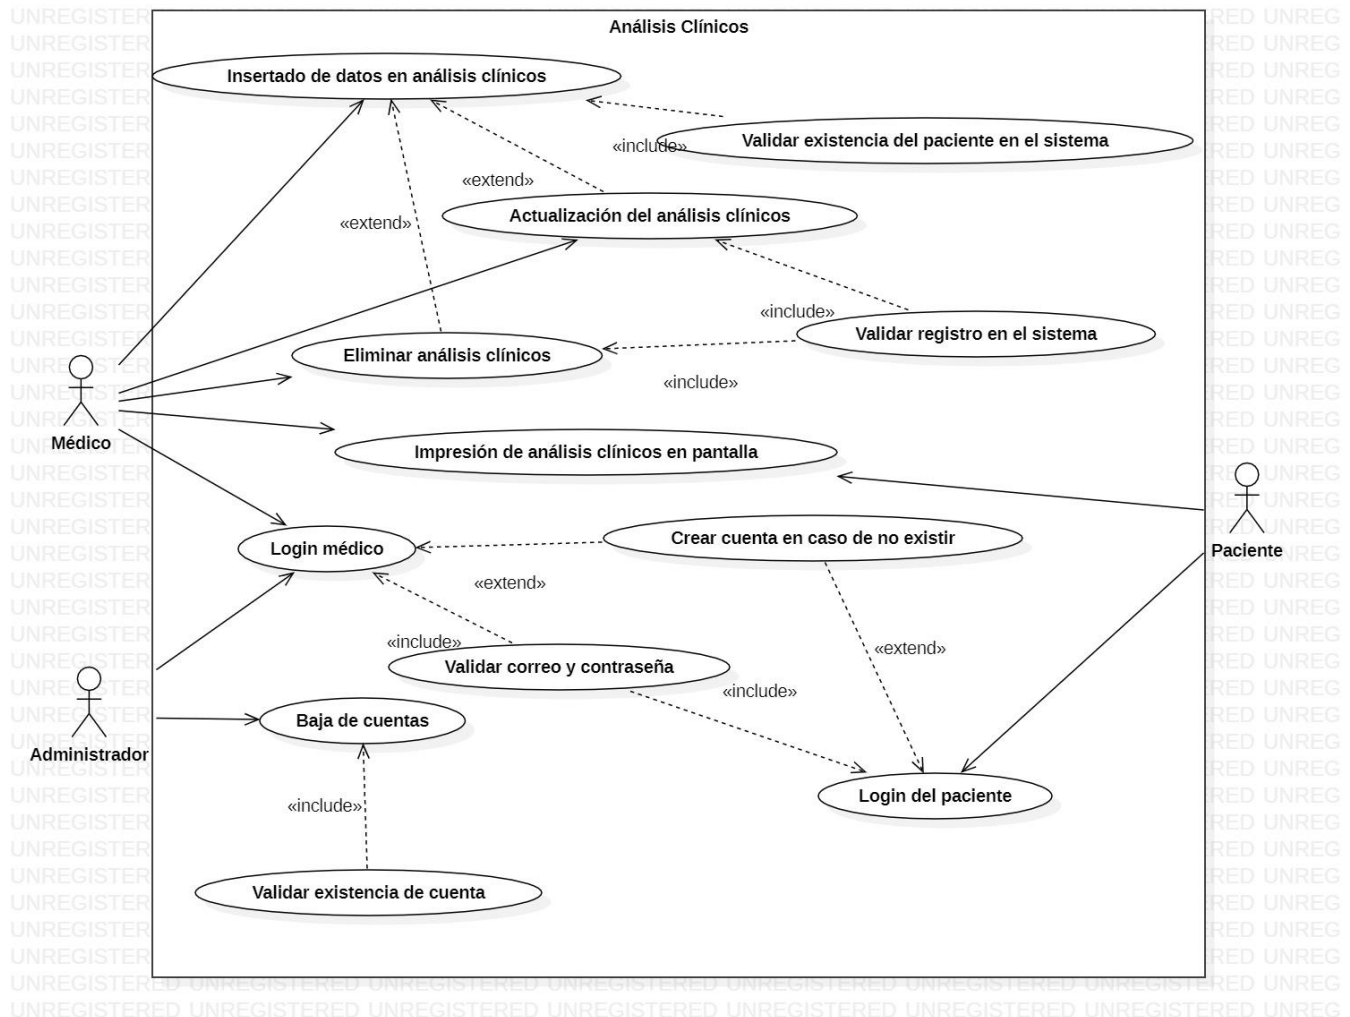 Análisis Clínicos
Insertado de datos en análisis clínicos
Validar existencia del paciente en el sistema
«include»
«extend»
Actualización del análisis clínicos
«extend»
«include»
Validar registro en el sistema
Eliminar análisis clínicos
«include»
Médico
Impresión de análisis clínicos en pantalla
Crear cuenta en caso de no existir
Login médico
Paciente
«extend»
«include»
«extend»
Validar correo y contraseña
«include»
Baja de cuentas
Administrador
Login del paciente
«include»
Validar existencia de cuenta
UNREGISTERED UNREGISTERED UNREGISTERED UNREGISTERED UNREGISTERED UNREGISTERED UNREGISTERED UNREG